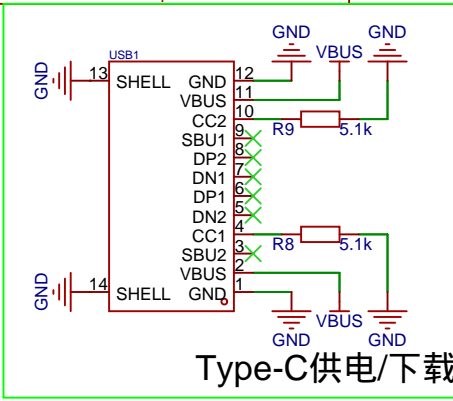 GND
GND
VBUS
USB1
GND
13
SHELL
GND
12
VBUS
11
CC2
10
R9
5.1k
SBU1
9
DP2
8
DN1
7
DP1
6
DN2
5
CC1
4
R8
5.1k
SBU2
3
VBUS
2
GND
14
SHELL
GND
1
VBUS
GND
GND
Type-C供电/下载